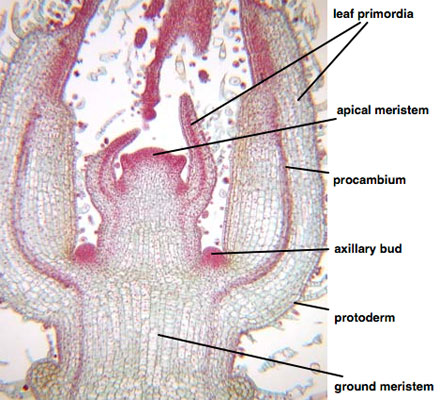 leaf primordia
apical meristem
procambium
axillary bud
protoderm
ground meristem